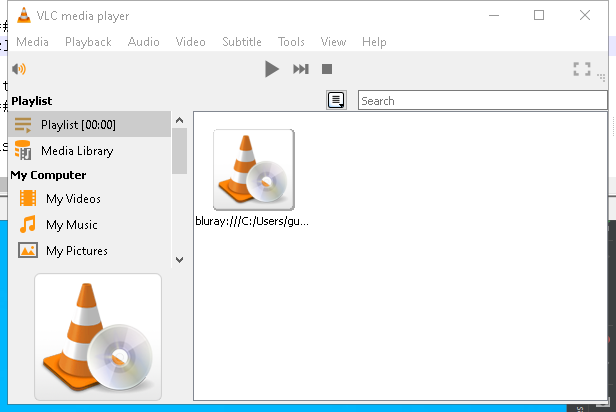 VLC media player
Media Playback Audio Video Subtitle Tools View Help
Playlist
Search
Playlist [00:00]
Media Library
My Computer
My Videos
My Music
My Pictures
bluray:///C:/Users/gu...